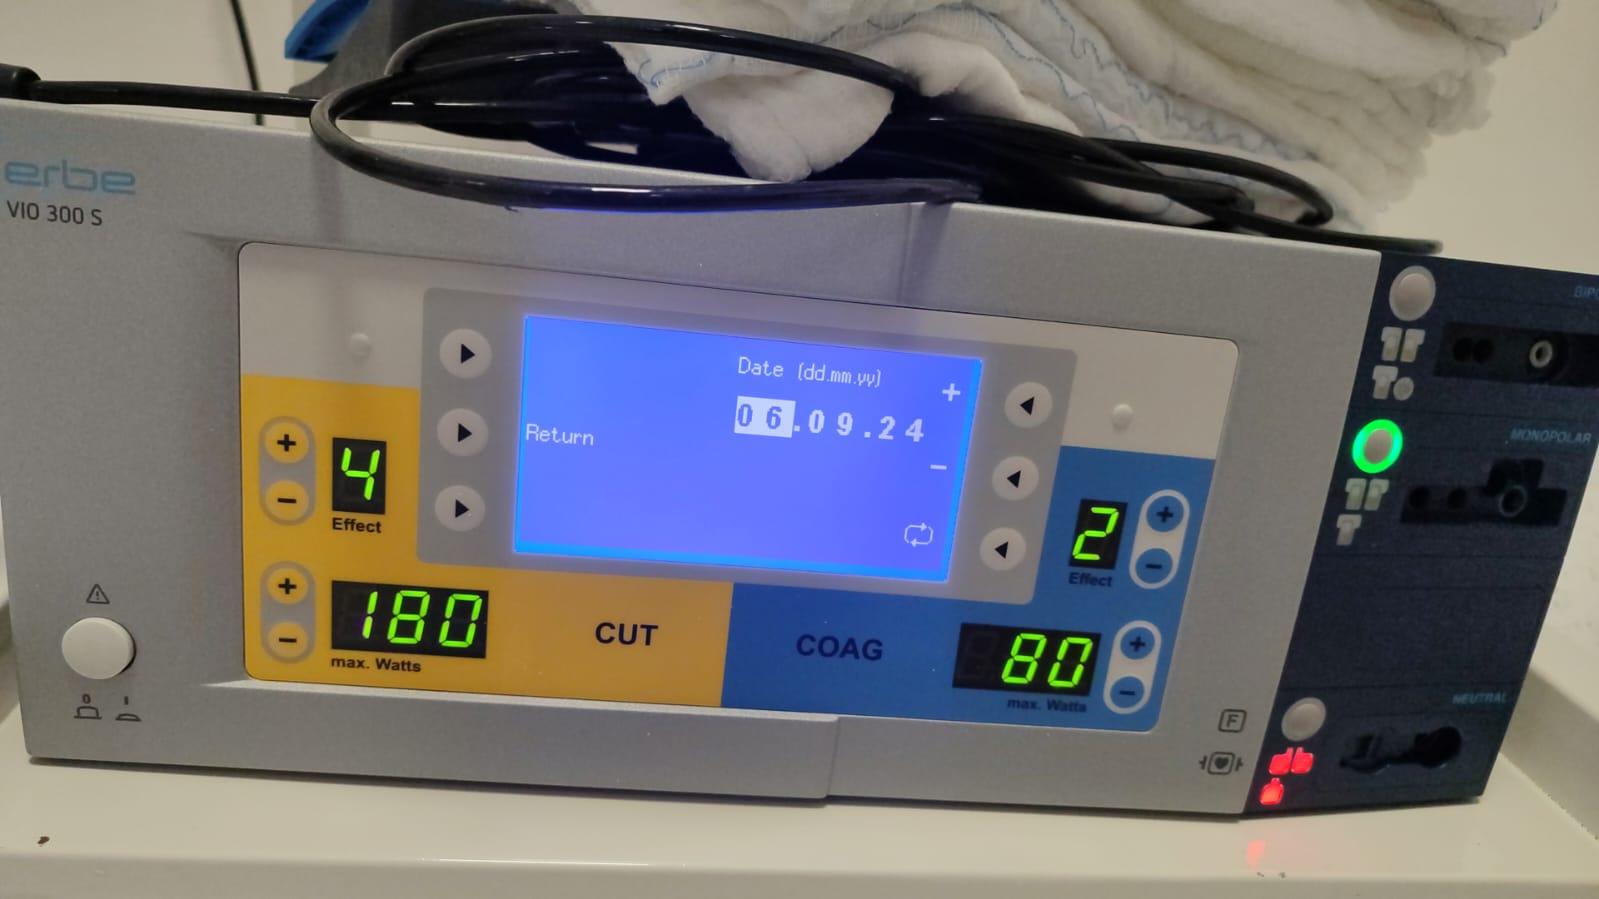 erbe
VIO 300 S
Date (dd.mm.yy)
+
06.09.24
Return
−
+
4
−
Effect
+
2
−
Effect
+
180
−
max. Watts
CUT
COAG
+
80
−
max. Watts
MONOPOLAR
NEUTRAL
0
I
F